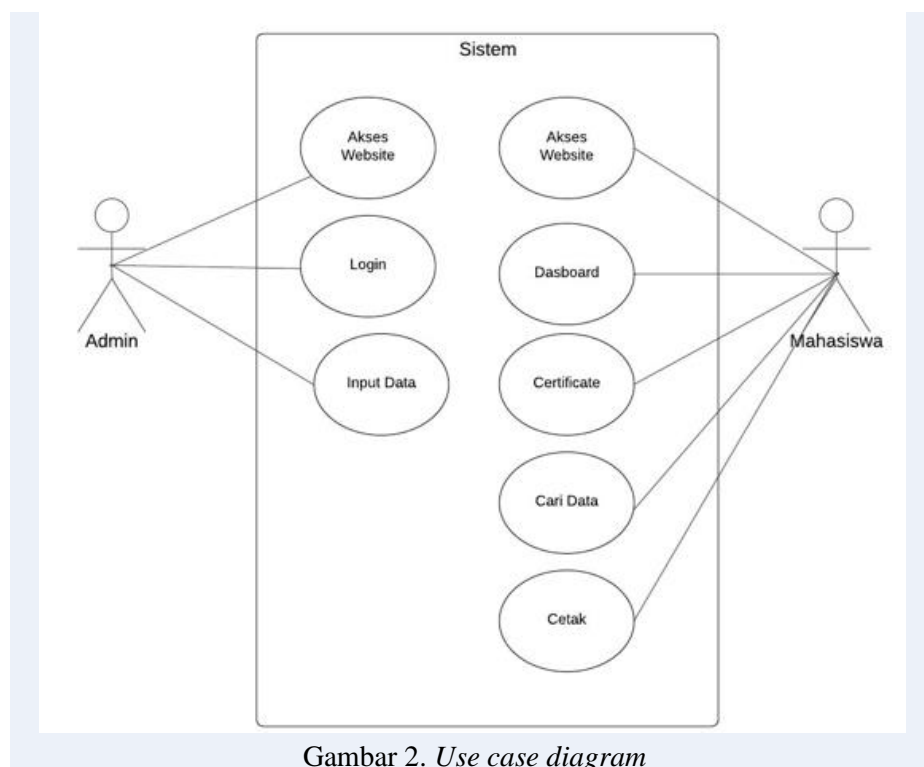 Sistem
Akses
Website
Akses
Website
Login
Dasboard
Admin
Mahasiswa
Input Data
Certificate
Cari Data
Cetak
Gambar 2. Use case diagram